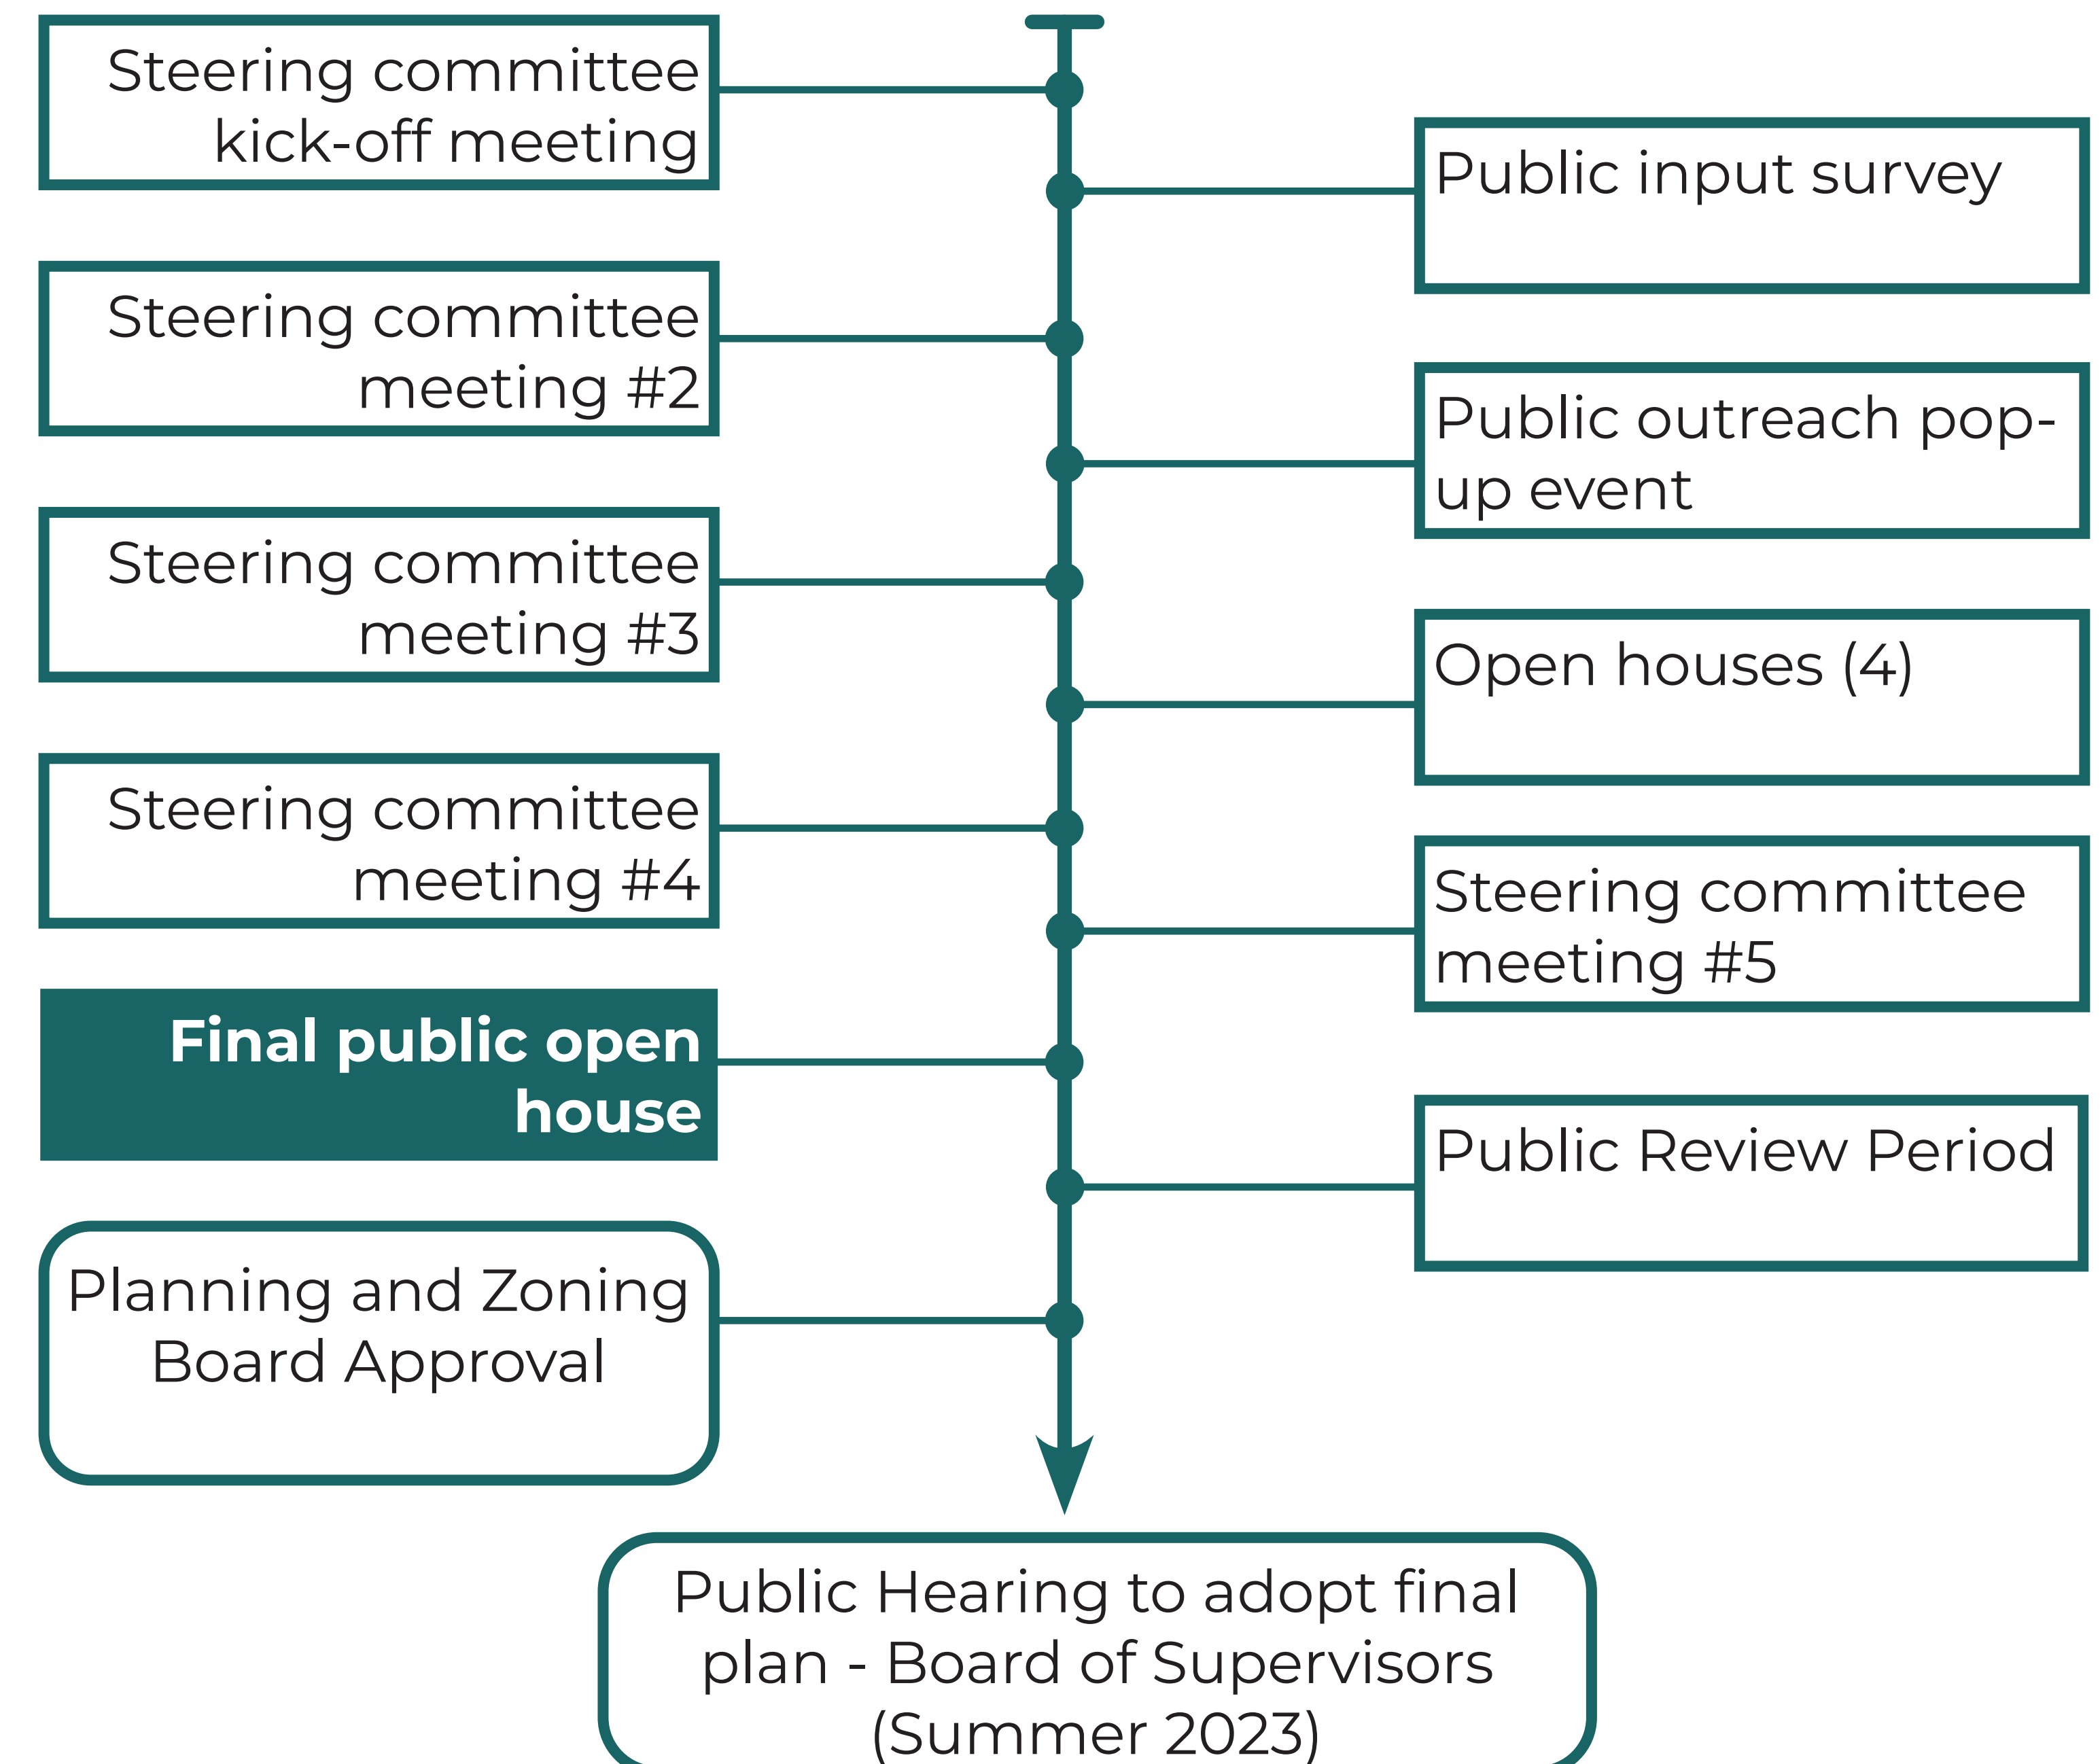 Steering committee
kick-off meeting
Public input survey
Steering committee
meeting #2
Public outreach pop-
up event
Steering committee
meeting #3
Open houses (4)
Steering committee
meeting #4
Steering committee
meeting #5
Final public open
house
Public Review Period
Planning and Zoning
Board Approval
Public Hearing to adopt final
plan - Board of Supervisors
(Summer 2023)